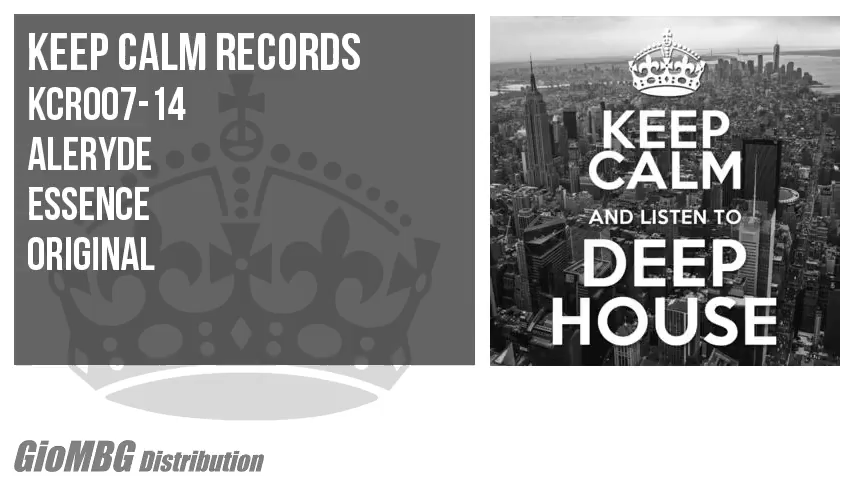 KEEP CALM RECORDS
KCR007-14
ALERYDE
ESSENCE
ORIGINAL
KEEP
CALM
AND LISTEN TO
DEEP
HOUSE
GioMBG Distribution